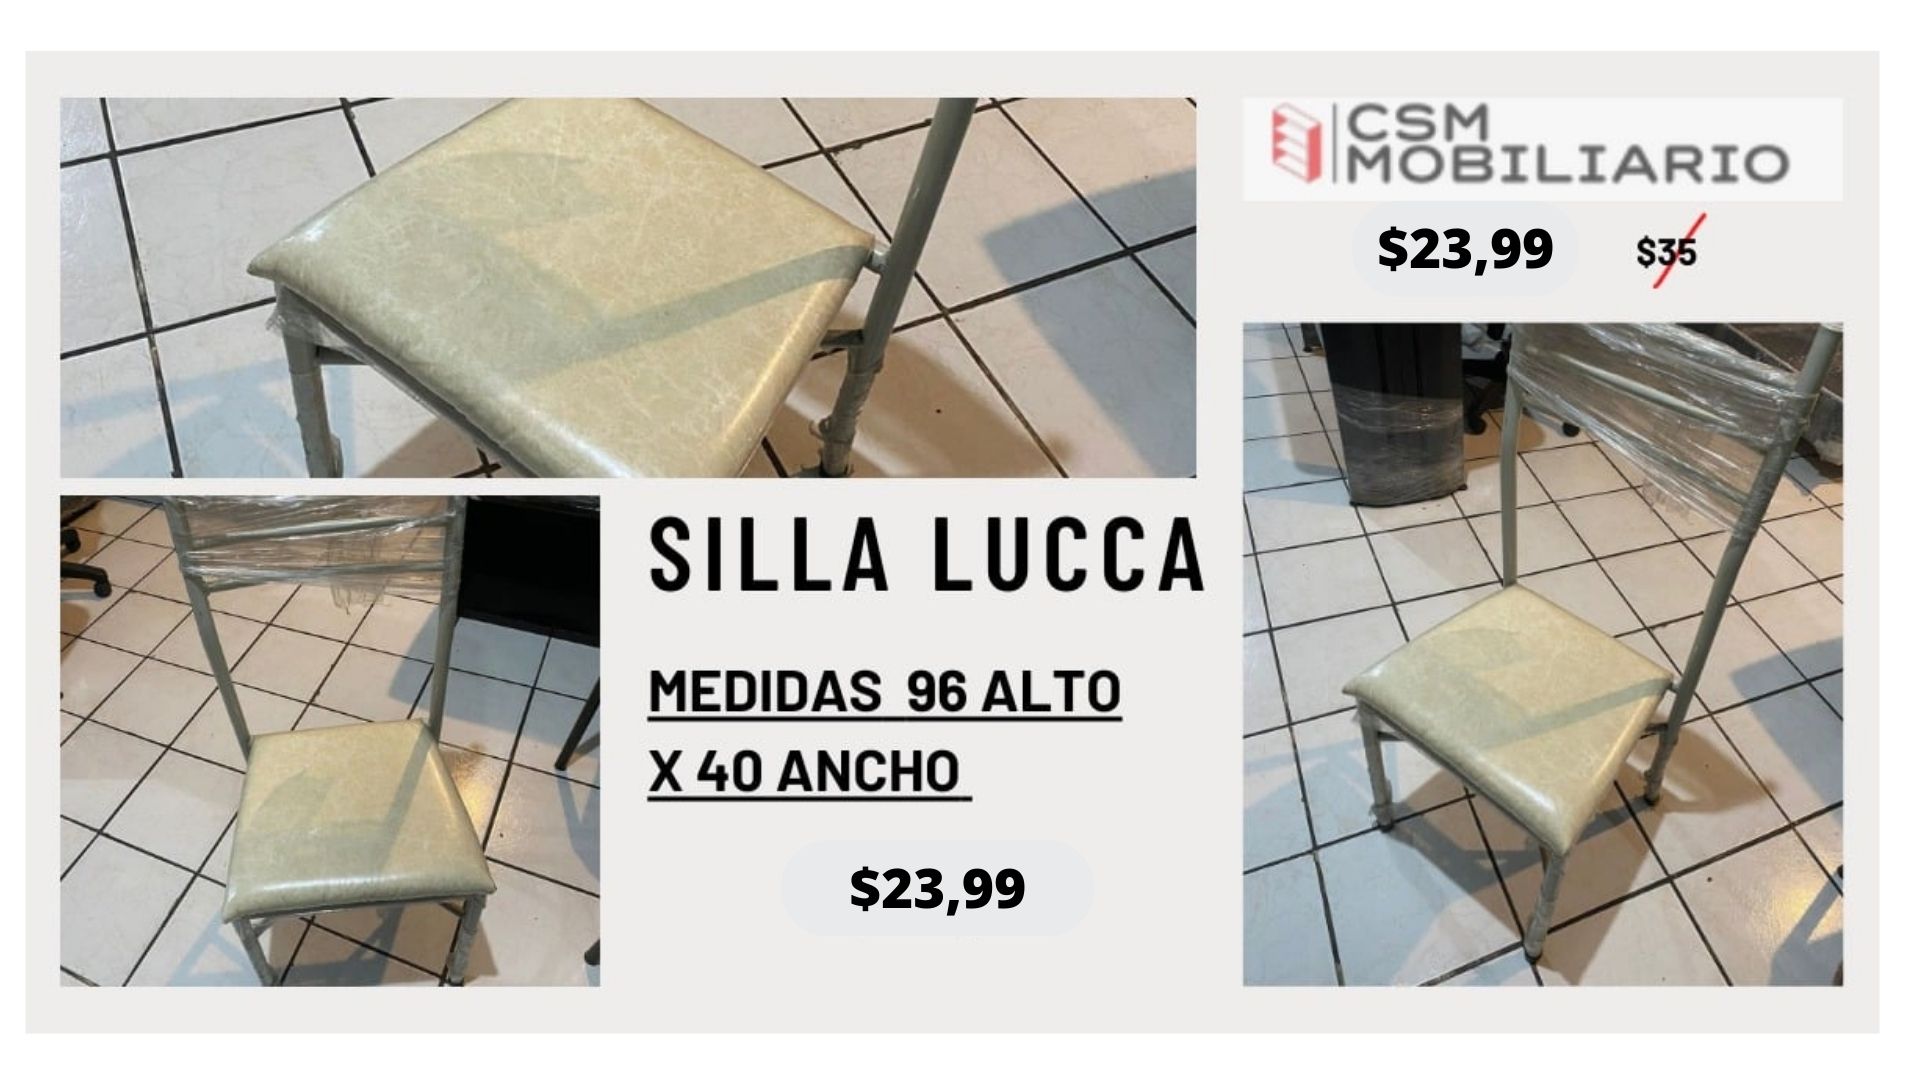 CSM
MOBILIARIO
$23,99
$35
SILLA LUCCA
MEDIDAS 96 ALTO
X 40 ANCHO
$23,99